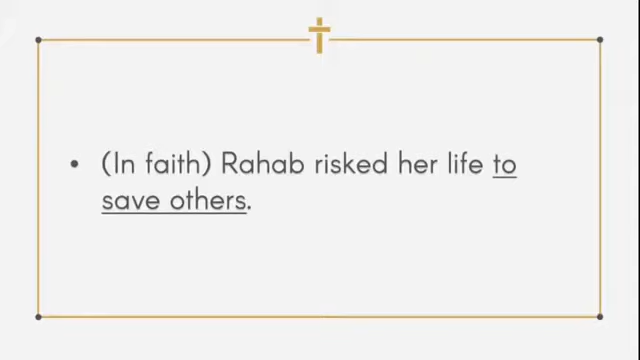 • (In faith) Rahab risked her life to
save others.